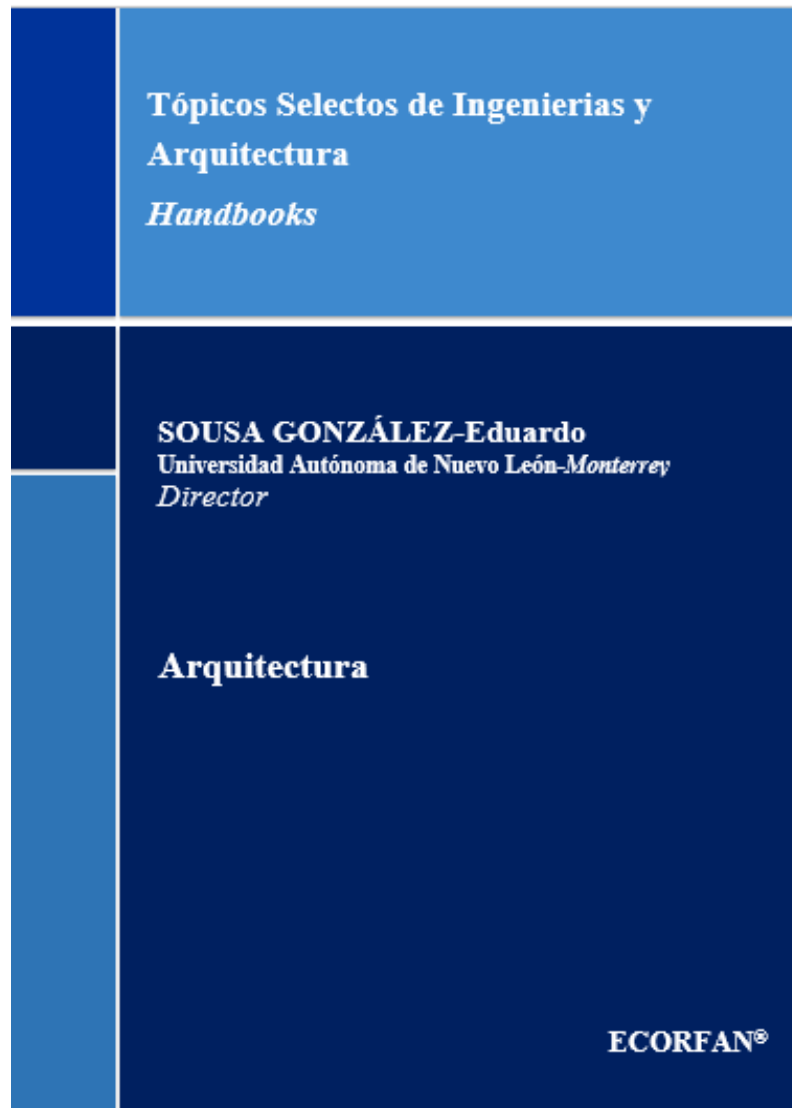 Tópicos Selectos de Ingenierias y
Arquitectura
Handbooks
SOUSA GONZÁLEZ-Eduardo
Universidad Autónoma de Nuevo León-Monterrey
Director
Arquitectura
ECORFAN®